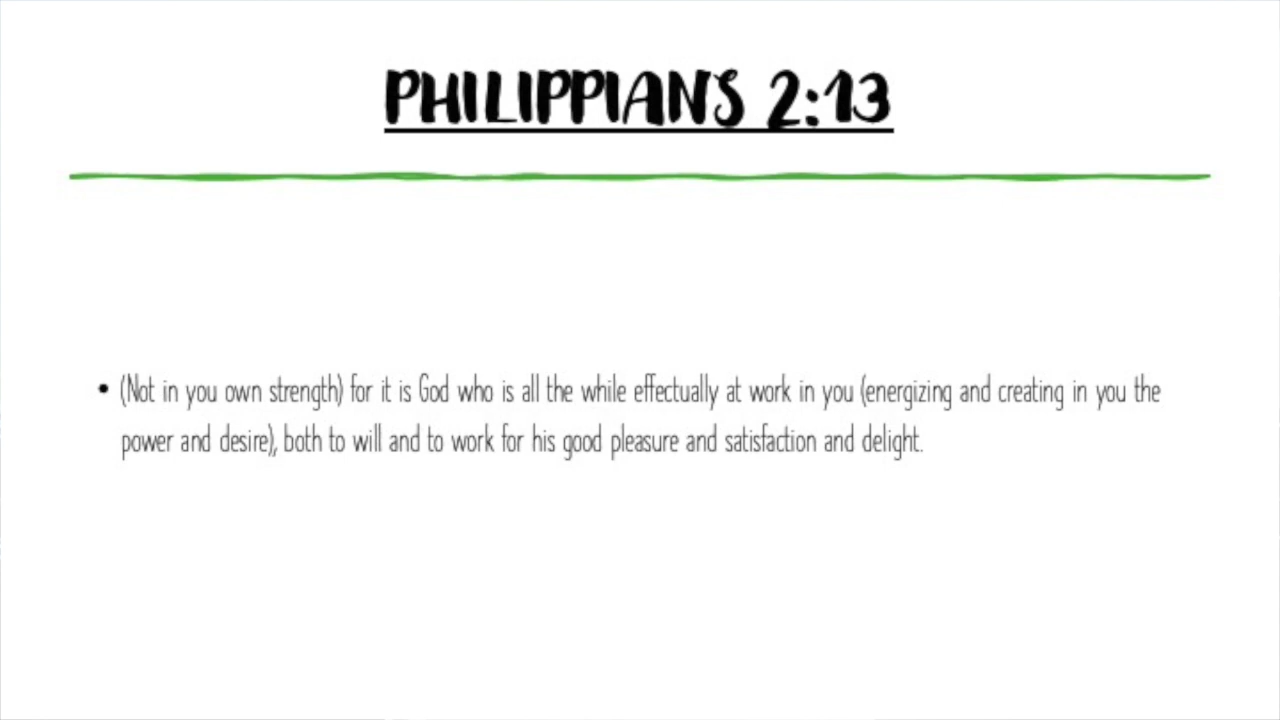 PHILIPPIANS 2:13
• (Not in you own strength) for it is God who is all the while effectually at work in you (energizing and creating in you the
power and desire), both to will and to work for his good pleasure and satisfaction and delight.